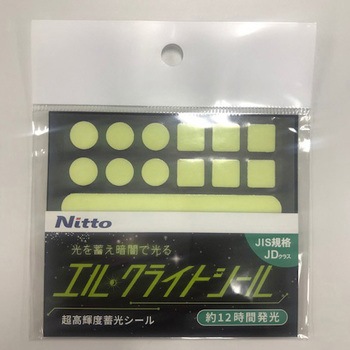 Nitto
光を蓄え暗闇で光る
JIS規格
JDクラス
エルクライトシール
超高輝度蓄光シール
約12時間発光